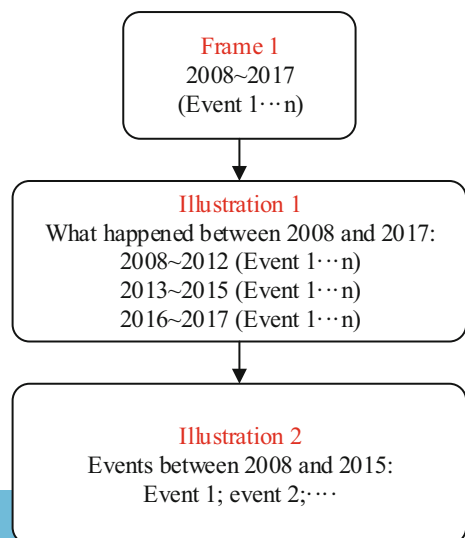 Frame 1
2008~2017
(Event 1···n)
Illustration 1
What happened between 2008 and 2017:
2008~2012 (Event 1···n)
2013~2015 (Event 1···n)
2016~2017 (Event 1···n)
Illustration 2
Events between 2008 and 2015:
Event 1; event 2;····